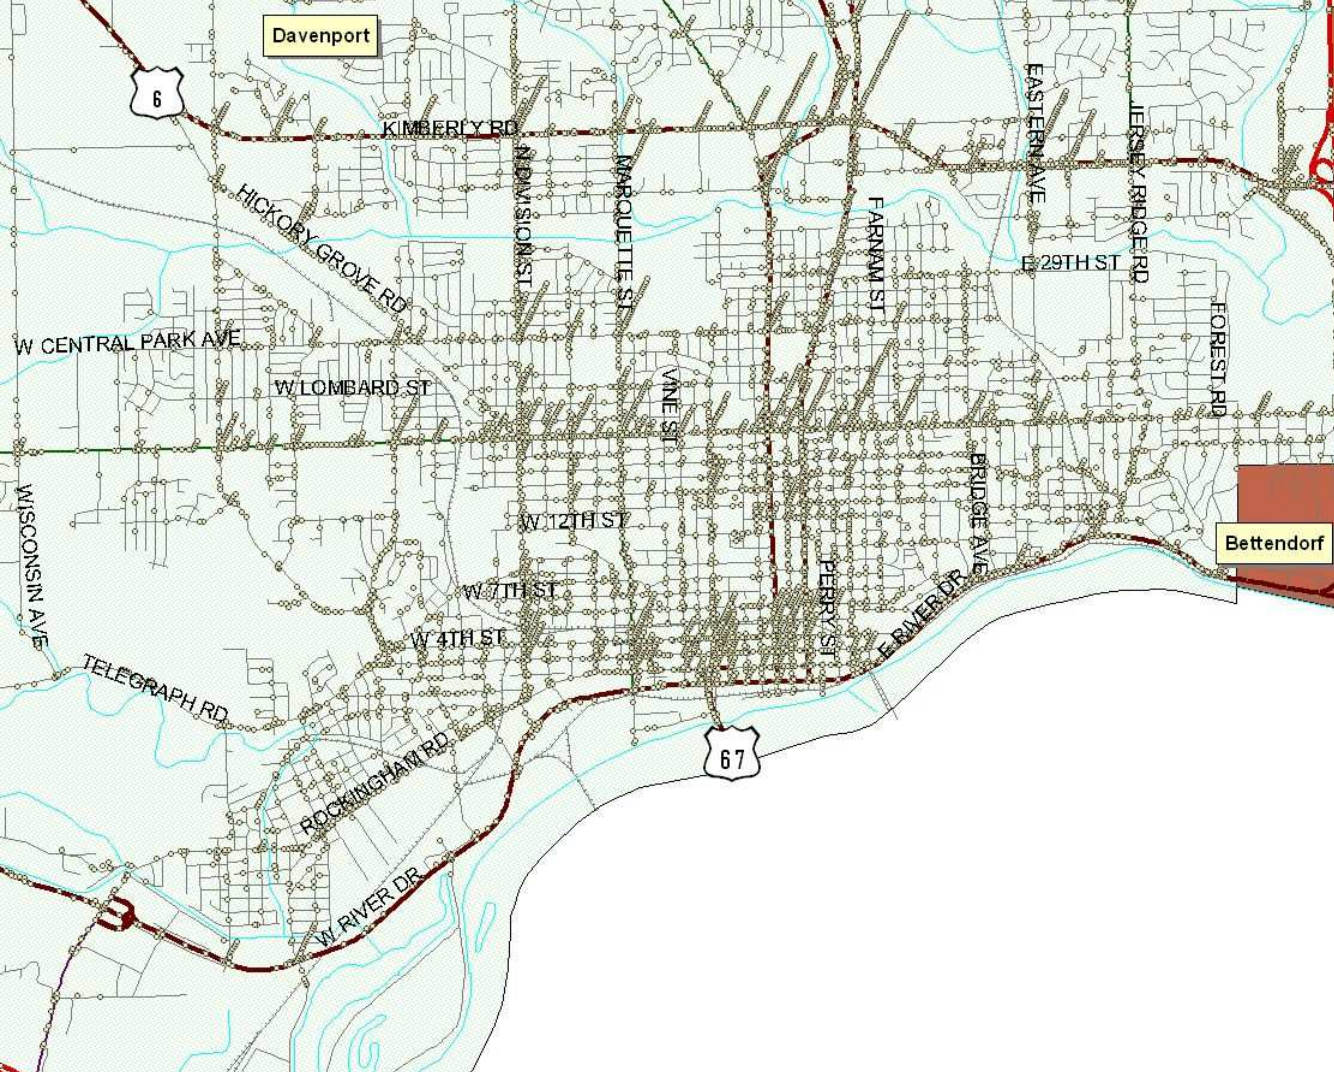 Davenport
6
KIMBERLY RD
EASTERN AVE
JERSEY RIDGE RD
N DIVISION ST
MARQUETTE ST
HICKORY GROVE RD
FARNAM ST
E 29TH ST
FOREST RD
W CENTRAL PARK AVE
W LOMBARD ST
VINE ST
BRIDGE AVE
WISCONSIN AVE
W 12TH ST
Bettendorf
W 7TH ST
PERRY ST
E RIVER DR
W 4TH ST
TELEGRAPH RD
ROCKINGHAM RD
67
W RIVER DR